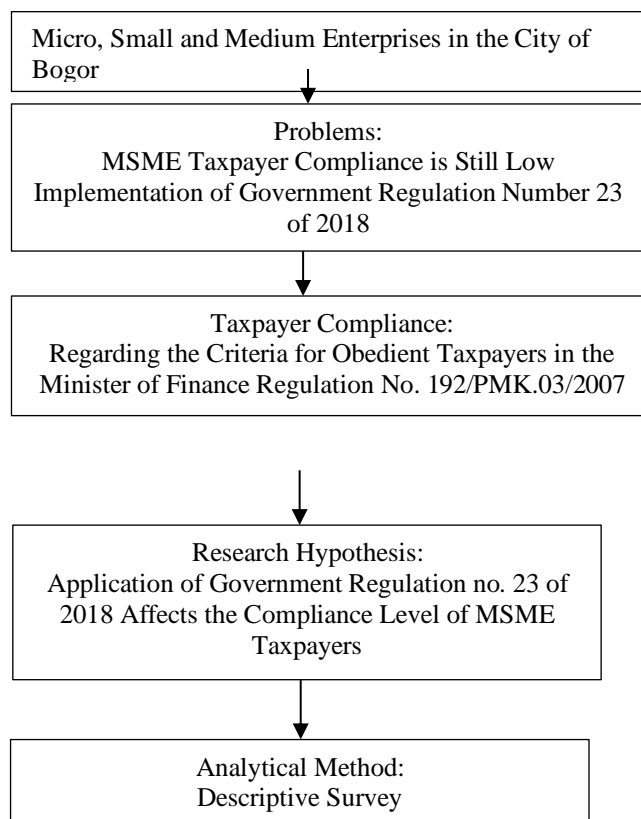 Micro, Small and Medium Enterprises in the City of
Bogor
Problems:
MSME Taxpayer Compliance is Still Low
Implementation of Government Regulation Number 23
of 2018
Taxpayer Compliance:
Regarding the Criteria for Obedient Taxpayers in the
Minister of Finance Regulation No. 192/PMK.03/2007
Research Hypothesis:
Application of Government Regulation no. 23 of
2018 Affects the Compliance Level of MSME
Taxpayers
Analytical Method:
Descriptive Survey